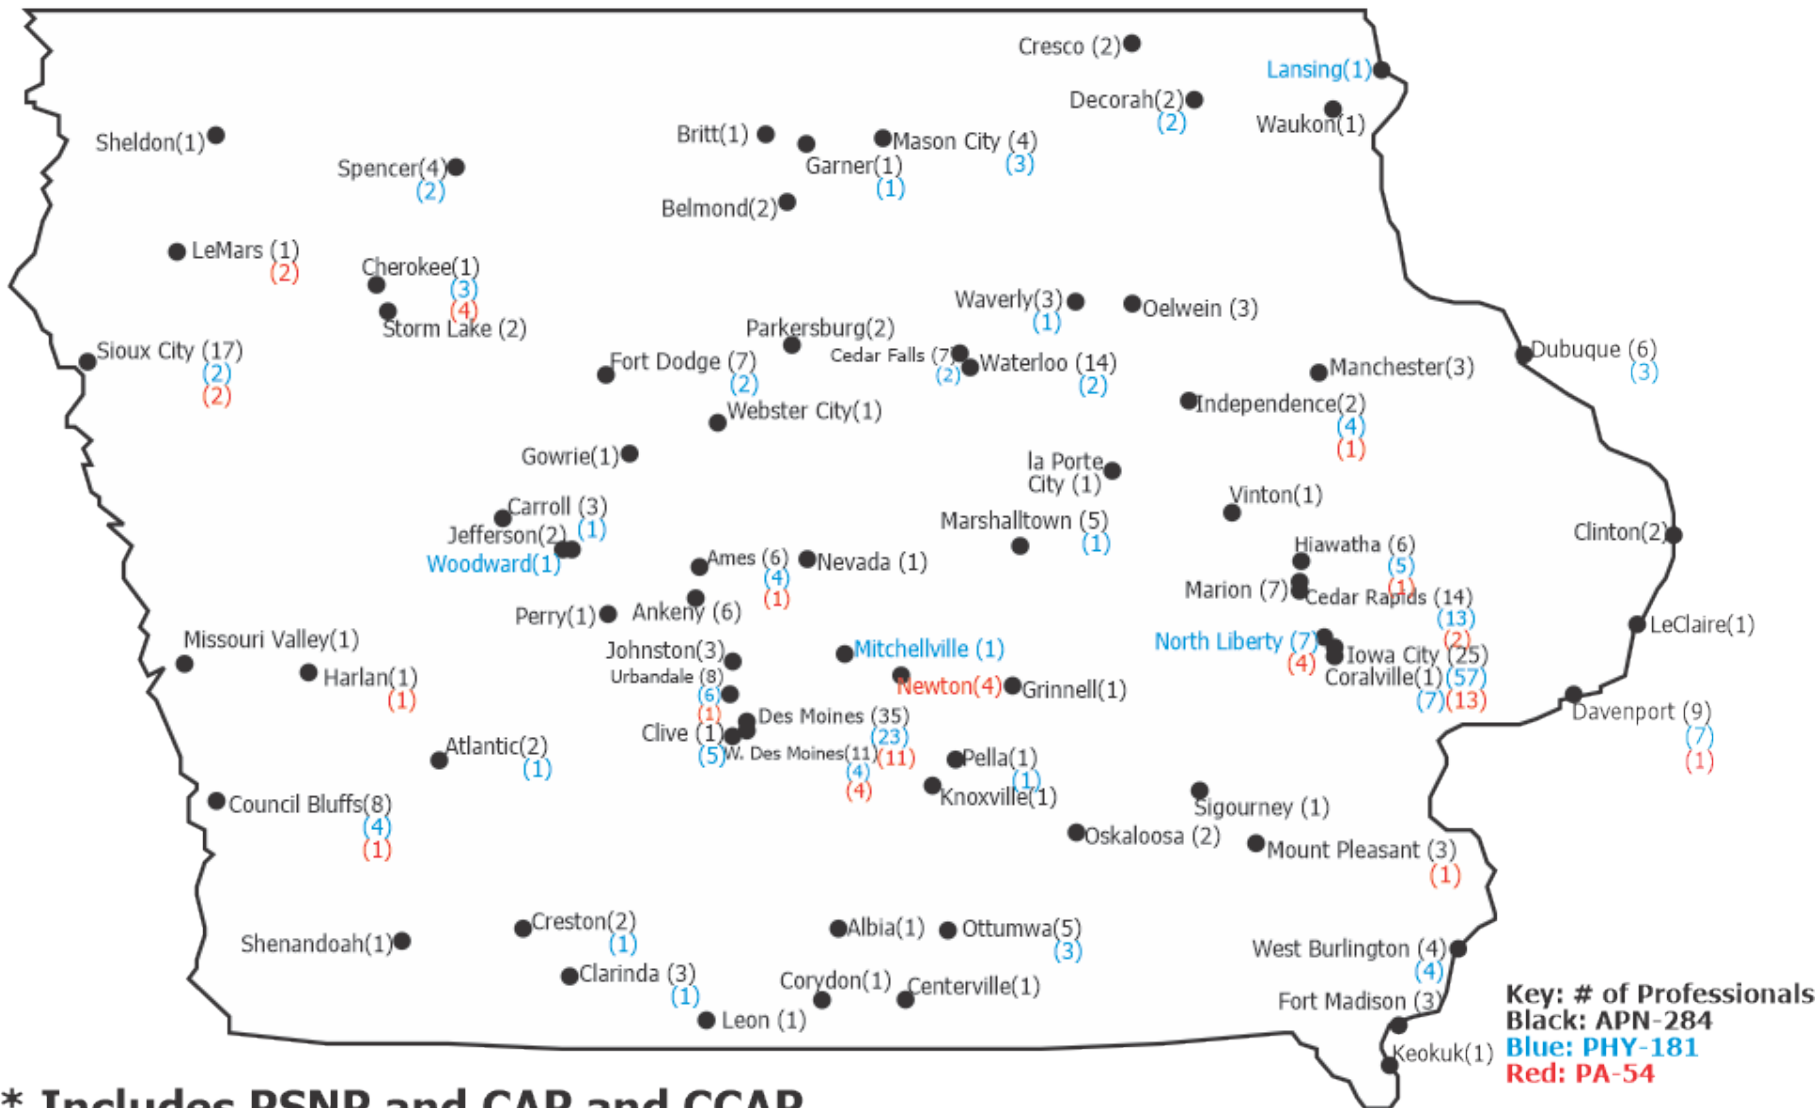 Cresco (2)
Lansing(1)
Decorah(2)
(2)
Waukon(1)
Sheldon(1)
Britt(1)
Mason City (4)
(3)
Garner(1)
(1)
Spencer(4)
(2)
Belmond(2)
LeMars (1)
(2)
Cherokee(1)
(3)
(4)
Storm Lake (2)
Waverly(3)
(1)
Oelwein (3)
Parkersburg(2)
Sioux City (17)
(2)
(2)
Fort Dodge (7)
(2)
Cedar Falls (7)
(2)
Waterloo (14)
(2)
Manchester(3)
Dubuque (6)
(3)
Webster City(1)
Independence(2)
(4)
(1)
Gowrie(1)
la Porte
City (1)
Vinton(1)
Carroll (3)
(1)
Jefferson(2)
Woodward(1)
Marshalltown (5)
(1)
Clinton(2)
Ames (6)
(4)
(1)
Nevada (1)
Hiawatha (6)
(5)
(1)
Marion (7)
Cedar Rapids (14)
(13)
(2)
Perry(1)
Ankeny (6)
LeClaire(1)
Missouri Valley(1)
Harlan(1)
(1)
Johnston(3)
Urbandale (8)
(6)
(1)
Mitchellville (1)
Newton(4)
Grinnell(1)
North Liberty (7)
(4)
Iowa City (25)
(57)
(13)
Coralville(1)
(7)
Davenport (9)
(7)
(1)
Des Moines (35)
(23)
(11)
Clive (1)
(5)
W. Des Moines(11)
(4)
(4)
Atlantic(2)
(1)
Pella(1)
(1)
Knoxville(1)
Council Bluffs(8)
(4)
(1)
Sigourney (1)
Oskaloosa (2)
Mount Pleasant (3)
(1)
Shenandoah(1)
Creston(2)
(1)
Albia(1)
Ottumwa(5)
(3)
West Burlington (4)
(4)
Clarinda (3)
(1)
Corydon(1)
Centerville(1)
Leon (1)
Fort Madison (3)
Keokuk(1)
Key: # of Professionals
Black: APN-284
Blue: PHY-181
Red: PA-54
* Includes PSNP and CAP and CCAP